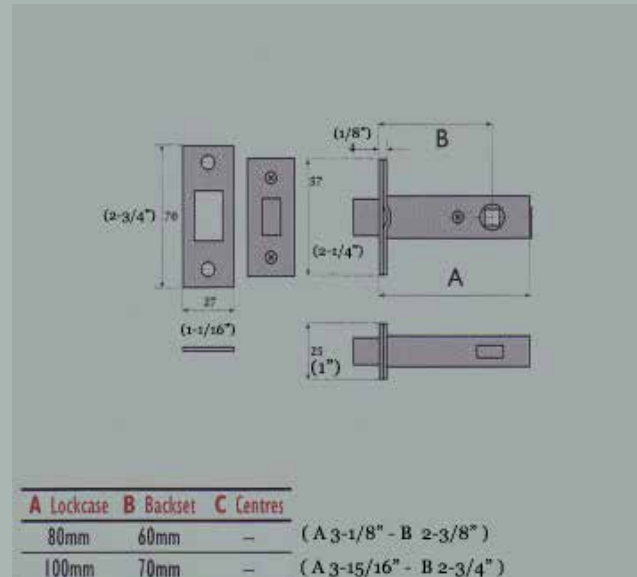 (1/8") B
(2-3/4") 70
57
(2-1/4")
A
27
(1-1/16")
25
(1")
A Lockcase B Backset C Centres
80mm 60mm – ( A 3-1/8" - B 2-3/8" )
100mm 70mm – ( A 3-15/16" - B 2-3/4" )